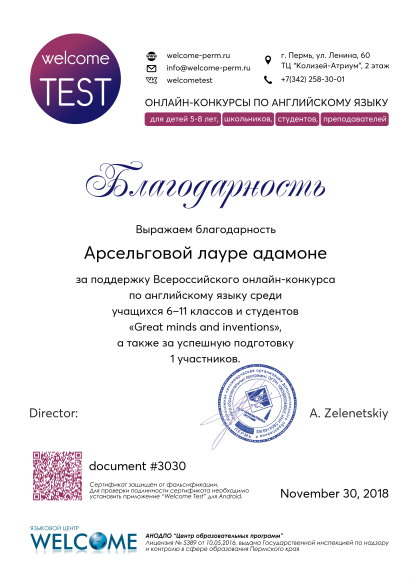 welcome
TEST
welcome-perm.ru
info@welcome-perm.ru
welcometest
г. Пермь, ул. Ленина, 60
ТЦ "Колизей-Атриум", 2 этаж
+7(342) 258-30-01
ОНЛАЙН-КОНКУРСЫ ПО АНГЛИЙСКОМУ ЯЗЫКУ
для детей 5-8 лет, школьников, студентов, преподавателей
Благодарность
Выражаем благодарность
Арсельговой лауре адамоне
за поддержку Всероссийского онлайн-конкурса
по английскому языку среди
учащихся 6–11 классов и студентов
«Great minds and inventions»,
а также за успешную подготовку
1 участников.
Director:
A. Zelenetskiy
document #3030
Сертификат защищен от фальсификации.
Для проверки подлинности сертификата необходимо
установить приложение "Welcome Test" для Android.
November 30, 2018
ЯЗЫКОВОЙ ЦЕНТР
WELCOME
АНОДПО "Центр образовательных программ"
Лицензия № 5389 от 10.05.2016, выдана Государственной инспекцией по надзору
и контролю в сфере образования Пермского края